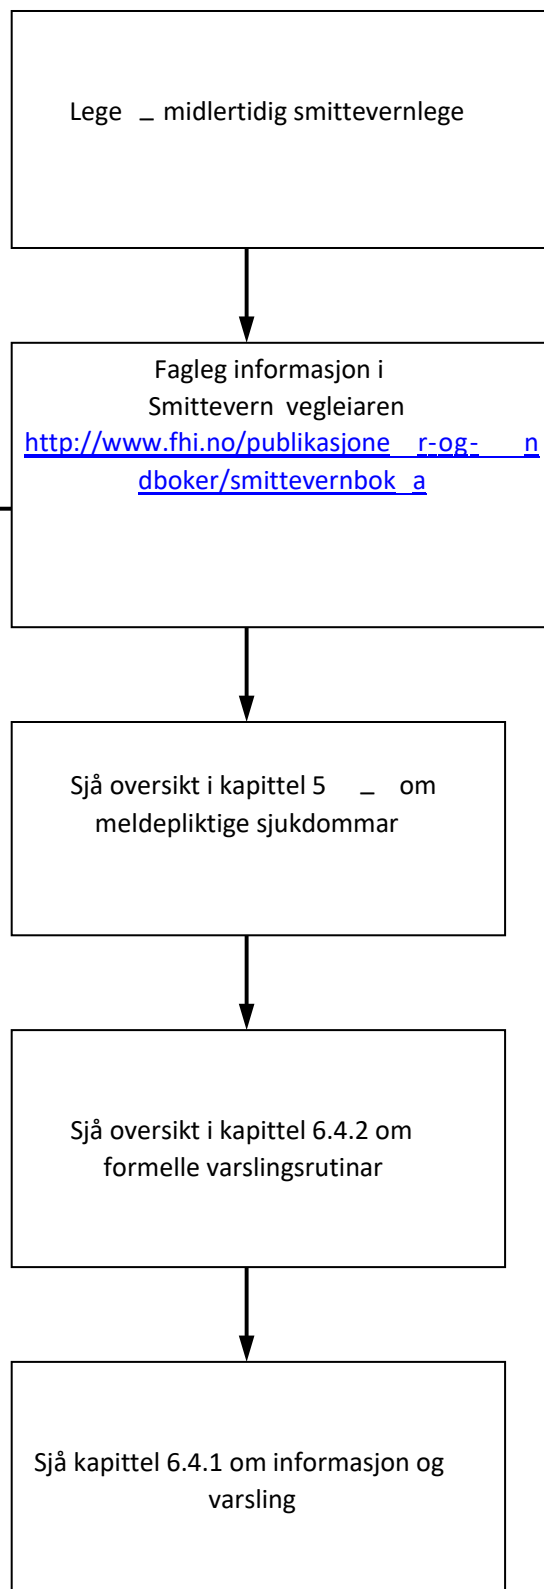 Lege _ midlertidig smittevernlege
Fagleg informasjon i
Smittevern vegleiaren
http://www.fhi.no/publikasjone r-og- n
dboker/smittevernbok a
Sjå oversikt i kapittel 5 _ om
meldepliktige sjukdommar
Sjå oversikt i kapittel 6.4.2 om
formelle varslingsrutinar
Sjå kapittel 6.4.1 om informasjon og
varsling